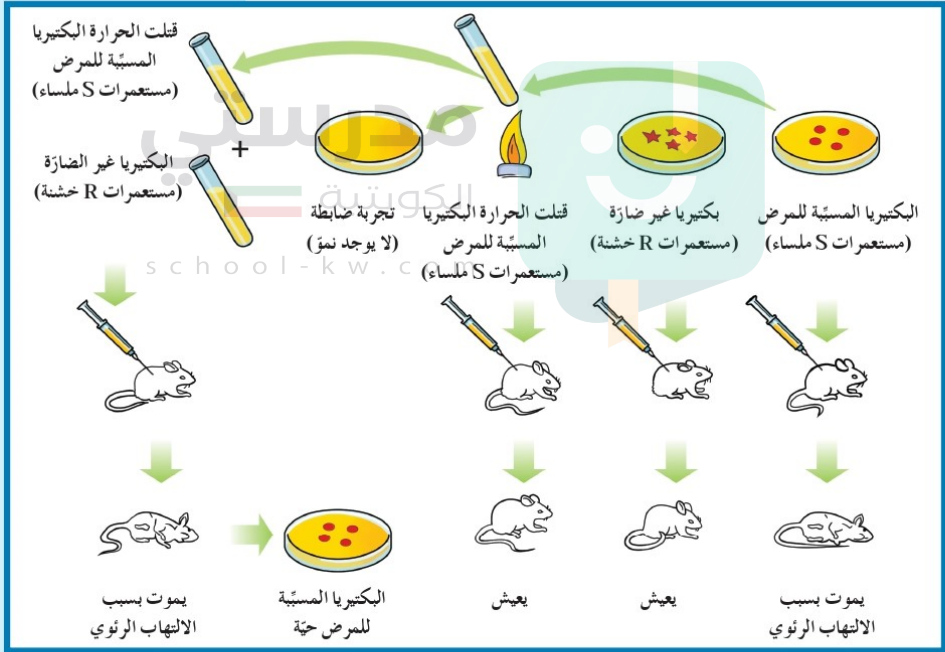 البكتيريا المسبِّبة للمرض
(مستعمرات S ملساء)
بكتيريا غير ضارّة
(مستعمرات R خشنة)
قتلت الحرارة البكتيريا
المسبِّبة للمرض
(مستعمرات S ملساء)
تجربة ضابطة
(لا يوجد نموّ)
قتلت الحرارة البكتيريا
المسبِّبة للمرض
(مستعمرات S ملساء)
+
البكتيريا غير الضارّة
(مستعمرات R خشنة)
مدرستي
الكويتية
school-kw.com
يموت بسبب
الالتهاب الرئوي
يعيش
يعيش
البكتيريا المسبِّبة
للمرض حيّة
يموت بسبب
الالتهاب الرئوي